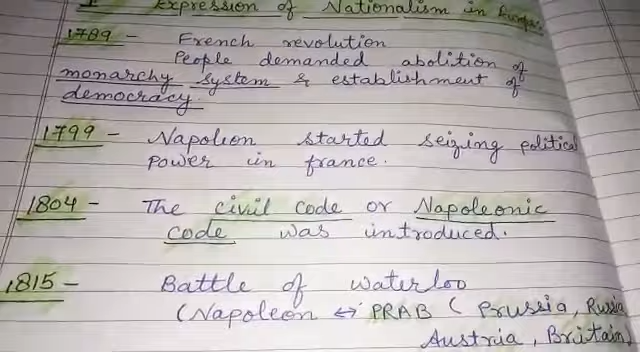 Expression of Nationalism in Europe
1789 - French revolution
People demanded abolition of
monarchy system & establishment of
democracy.
1799 - Napoleon started seizing political
power in france.
1804 - The civil code or Napoleonic
code was introduced.
1815 - Battle of Waterloo
(Napoleon ↔ PRAB ( Prussia, Russia
Austria, Britain,